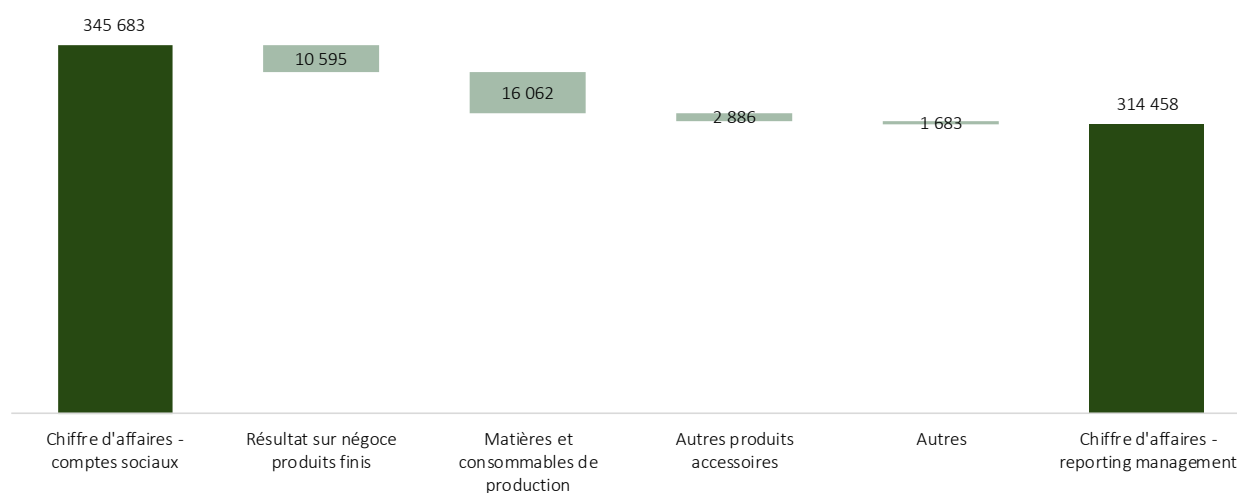 345 683
10 595
16 062
2 886
1 683
314 458
Chiffre d'affaires -
comptes sociaux
Résultat sur négoce
produits finis
Matières et
consommables de
production
Autres produits
accessoires
Autres
Chiffre d'affaires -
reporting management